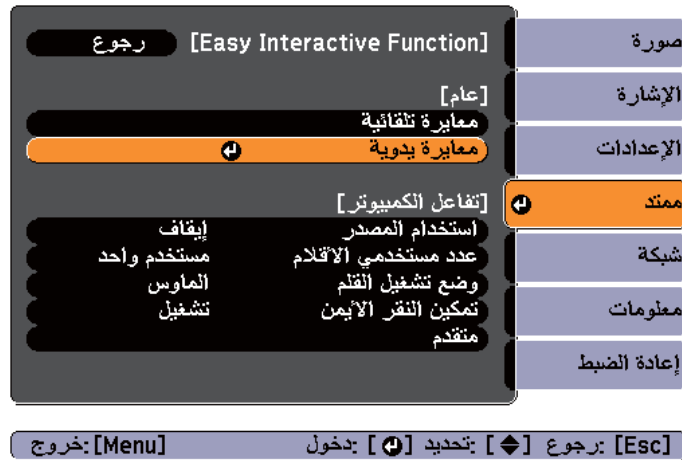 [Easy Interactive Function] رجوع
[عام]
معايرة تلقائية
معايرة يدوية
[تفاعل الكمبيوتر]
استخدام المصدر إيقاف
عدد مستخدمي الأقلام مستخدم واحد
وضع تشغيل القلم الماوس
تمكين النقر الأيمن تشغيل
متقدم
صورة
الإشارة
الإعدادات
ممتد
شبكة
معلومات
إعادة الضبط
[Esc] :رجوع [◆] :تحديد [↵] :دخول [Menu] :خروج